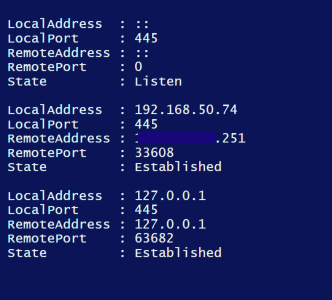 LocalAddress : ::
LocalPort : 445
RemoteAddress : ::
RemotePort : 0
State : Listen
LocalAddress : 192.168.50.74
LocalPort : 445
RemoteAddress : .251
RemotePort : 33608
State : Established
LocalAddress : 127.0.0.1
LocalPort : 445
RemoteAddress : 127.0.0.1
RemotePort : 63682
State : Established